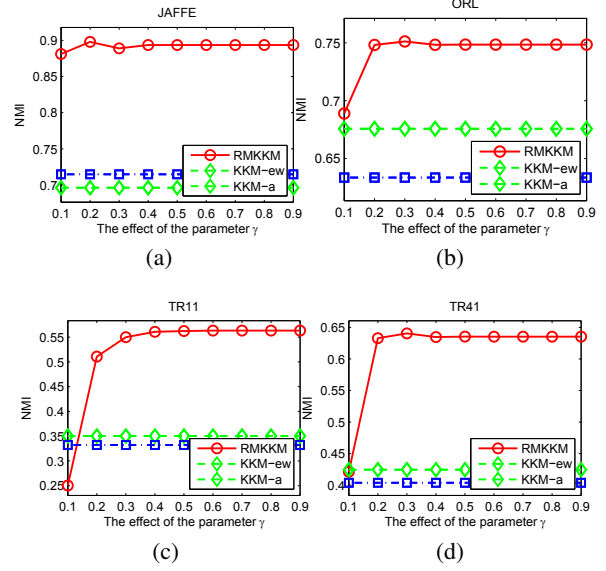 JAFFE
0.9
0.85
0.8
0.75
0.7
NMI
RMKKM
KKM-ew
KKM-a
0.1 0.2 0.3 0.4 0.5 0.6 0.7 0.8 0.9
The effect of the parameter γ
(a)
ORL
0.75
0.7
0.65
NMI
RMKKM
KKM-ew
KKM-a
0.1 0.2 0.3 0.4 0.5 0.6 0.7 0.8 0.9
The effect of the parameter γ
(b)
TR11
0.55
0.5
0.45
0.4
0.35
0.3
0.25
NMI
RMKKM
KKM-ew
KKM-a
0.1 0.2 0.3 0.4 0.5 0.6 0.7 0.8 0.9
The effect of the parameter γ
(c)
TR41
0.65
0.6
0.55
0.5
0.45
0.4
NMI
RMKKM
KKM-ew
KKM-a
0.1 0.2 0.3 0.4 0.5 0.6 0.7 0.8 0.9
The effect of the parameter γ
(d)